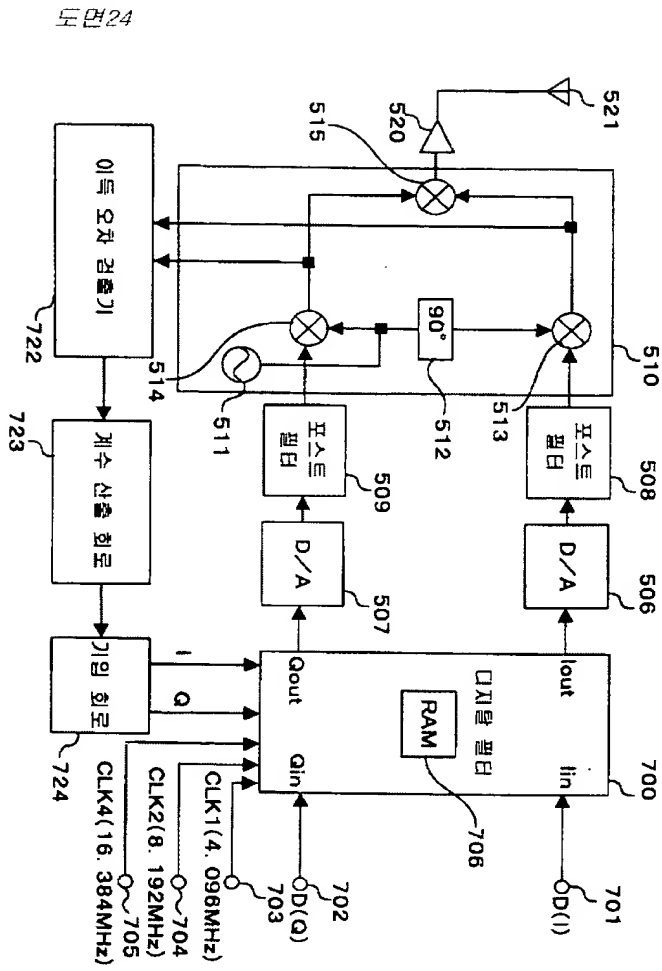 도면24
521
520
515
510
513
512
90°
514
511
포스트
필터
508
D/A
506
Iout
Iin
디지탈 필터
700
RAM
706
D(I)
701
포스트
필터
509
D/A
507
Qout
Qin
D(Q)
702
CLK1(4. 096MHz)
703
CLK2(8. 192MHz)
704
CLK4(16. 384MHz)
705
I
Q
이득 오차 검출기
722
계수 산출 회로
723
기입 회로
724